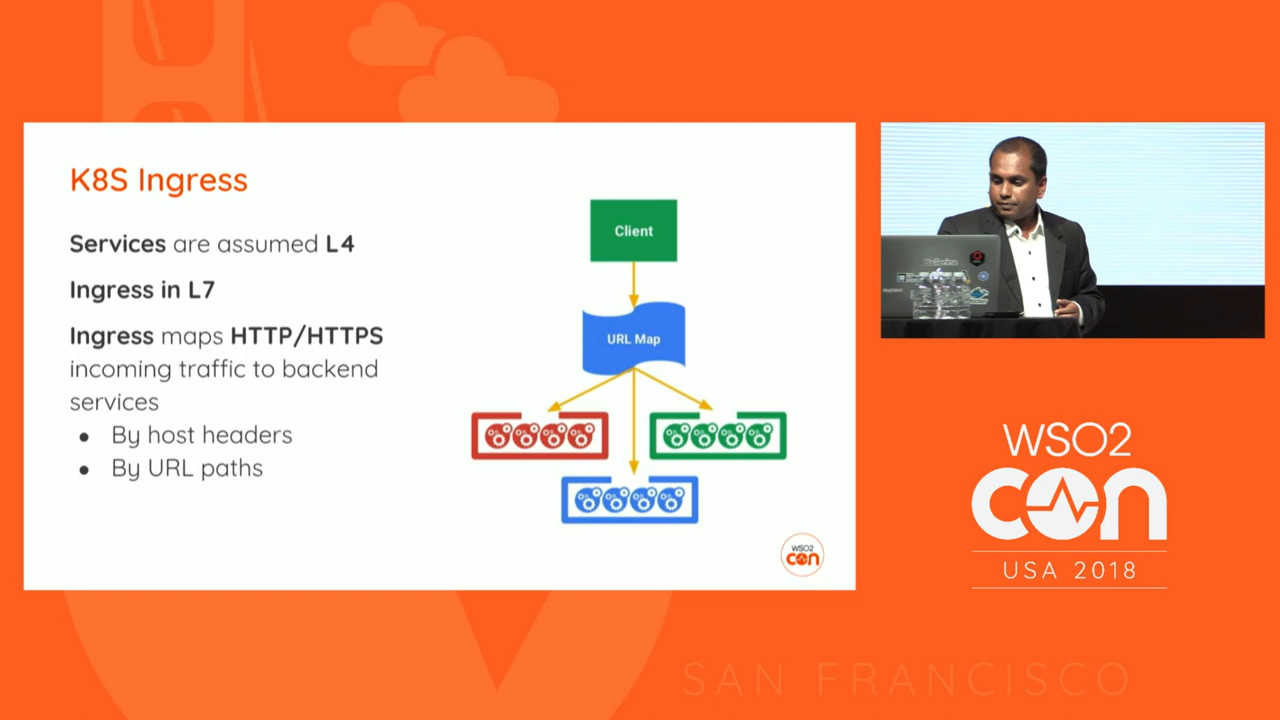 K8S Ingress
Services are assumed L4
Ingress in L7
Ingress maps HTTP/HTTPS
incoming traffic to backend
services
● By host headers
● By URL paths
Client
URL Map
WSO2
con
WSO2
con
USA 2018
SAN FRANCISCO